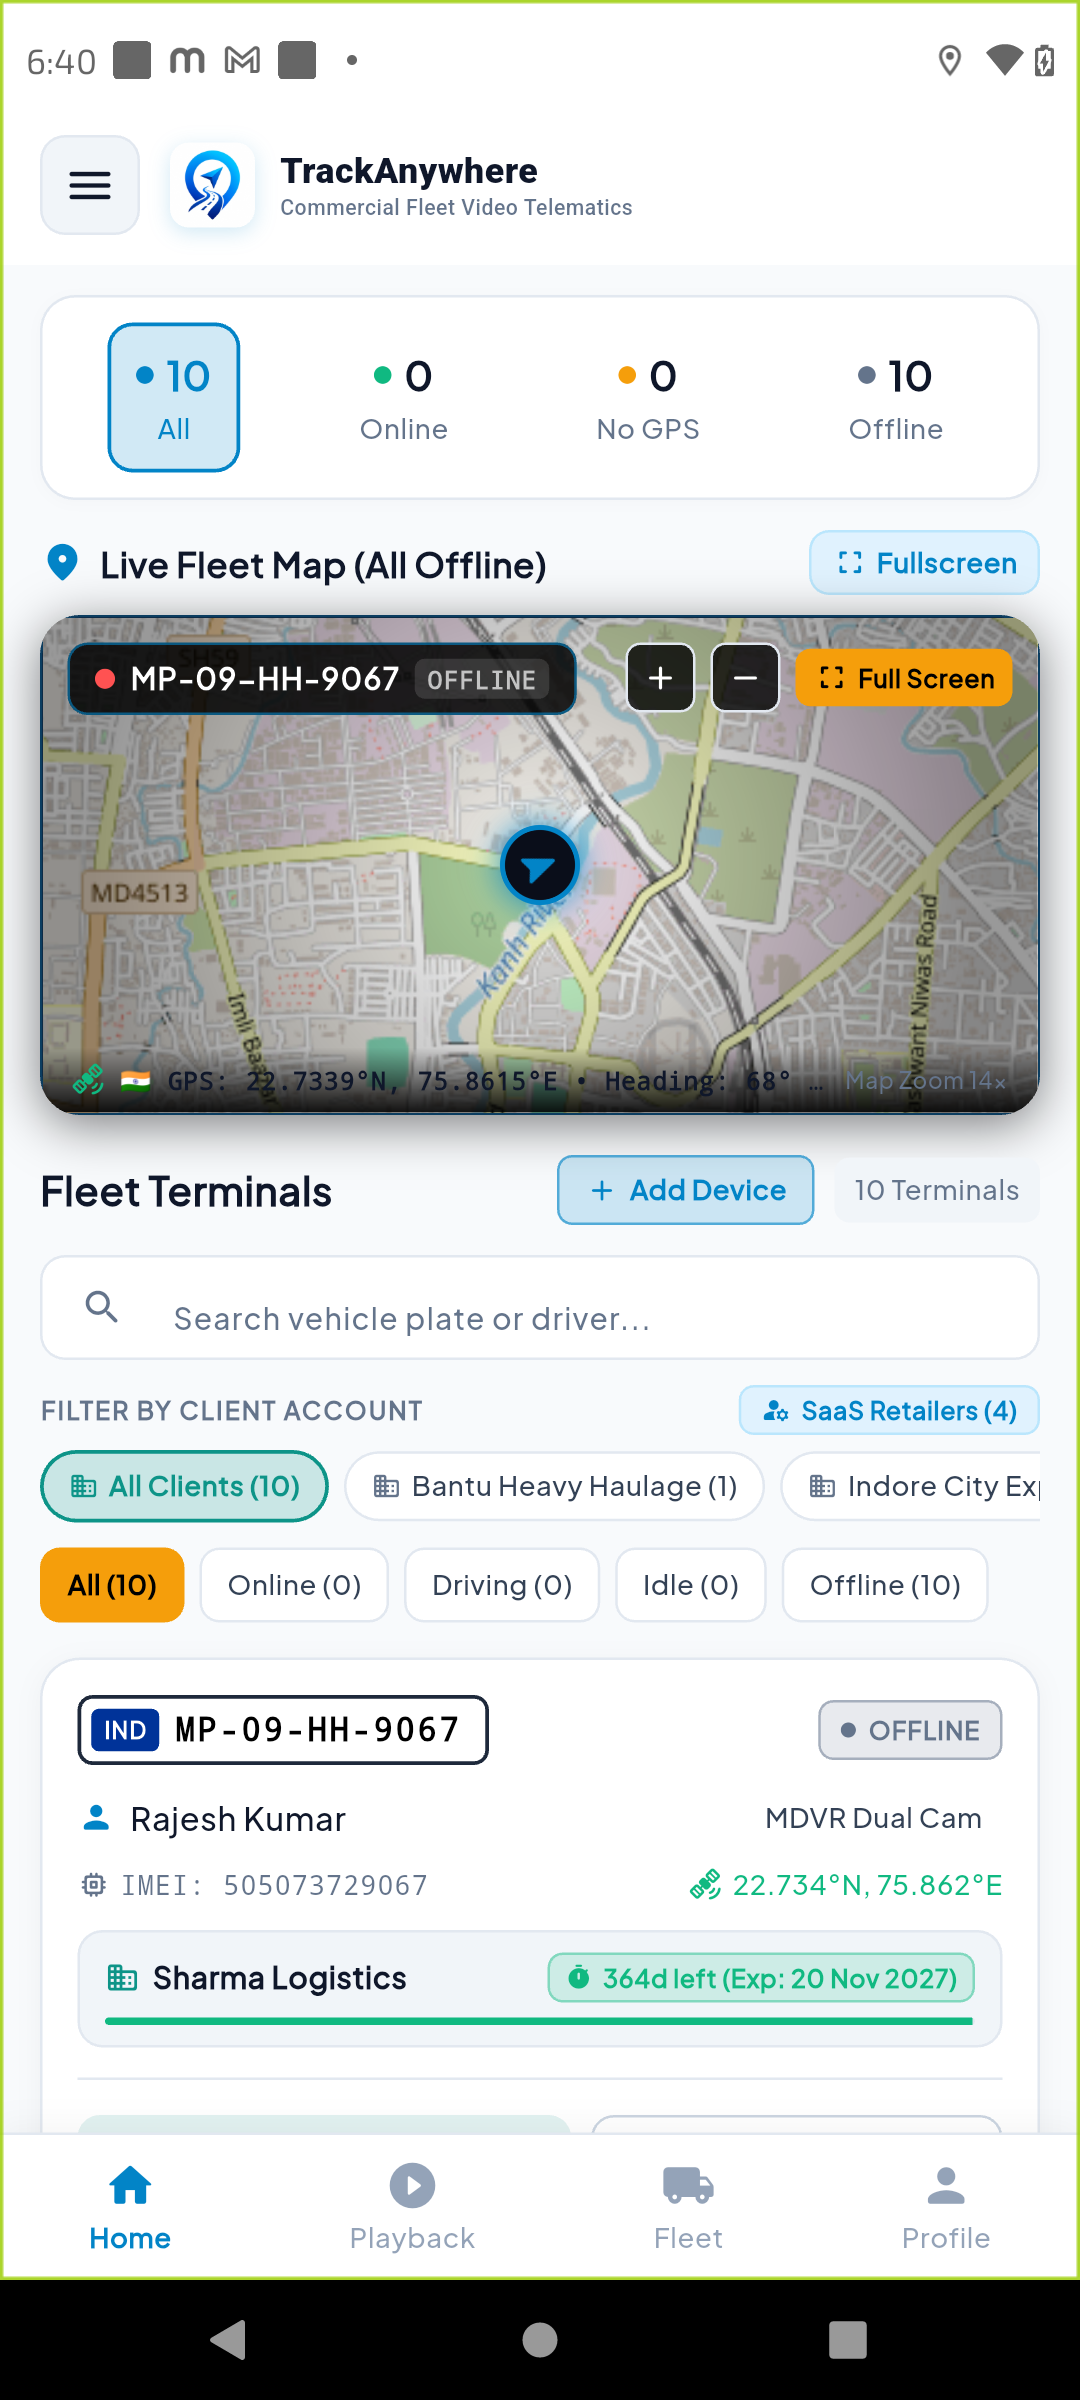 6:40
TrackAnywhere
Commercial Fleet Video Telematics
10
All
0
Online
0
No GPS
10
Offline
Live Fleet Map (All Offline)
Fullscreen
MP-09-HH-9067 OFFLINE
+ − Full Screen
MD4513
Imli Bazar
GPS: 22.7339°N, 75.8615°E • Heading: 68° …
Map Zoom 14×
Fleet Terminals
+ Add Device
10 Terminals
Search vehicle plate or driver...
FILTER BY CLIENT ACCOUNT
SaaS Retailers (4)
All Clients (10)
Bantu Heavy Haulage (1)
Indore City Exp
All (10)
Online (0)
Driving (0)
Idle (0)
Offline (10)
IND MP-09-HH-9067
OFFLINE
Rajesh Kumar
MDVR Dual Cam
IMEI: 505073729067
22.734°N, 75.862°E
Sharma Logistics
364d left (Exp: 20 Nov 2027)
Home
Playback
Fleet
Profile